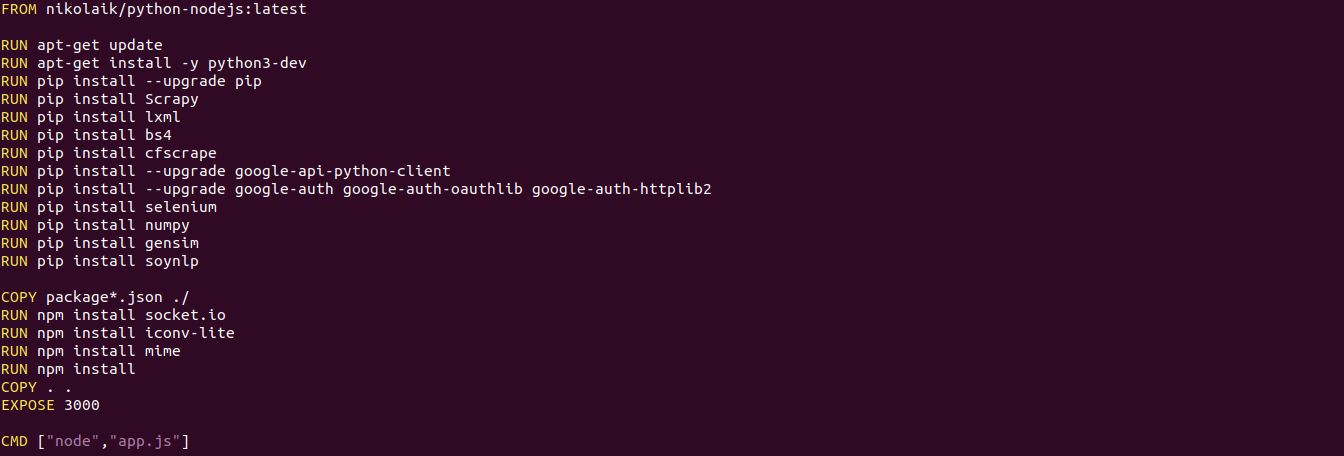 FROM nikolaik/python-nodejs:latest
RUN apt-get update
RUN apt-get install -y python3-dev
RUN pip install --upgrade pip
RUN pip install Scrapy
RUN pip install lxml
RUN pip install bs4
RUN pip install cfscrape
RUN pip install --upgrade google-api-python-client
RUN pip install --upgrade google-auth google-auth-oauthlib google-auth-httplib2
RUN pip install selenium
RUN pip install numpy
RUN pip install gensim
RUN pip install soynlp
COPY package*.json ./
RUN npm install socket.io
RUN npm install iconv-lite
RUN npm install mime
RUN npm install
COPY . .
EXPOSE 3000
CMD ["node","app.js"]